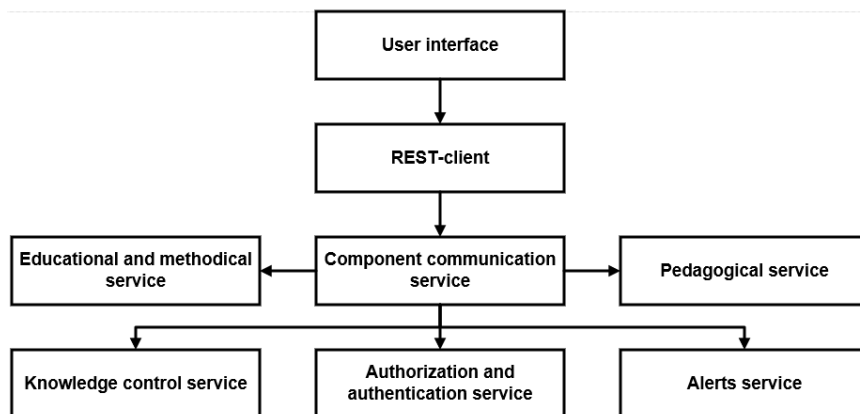 User interface
REST-client
Educational and methodical
service
Component communication
service
Pedagogical service
Knowledge control service
Authorization and
authentication service
Alerts service